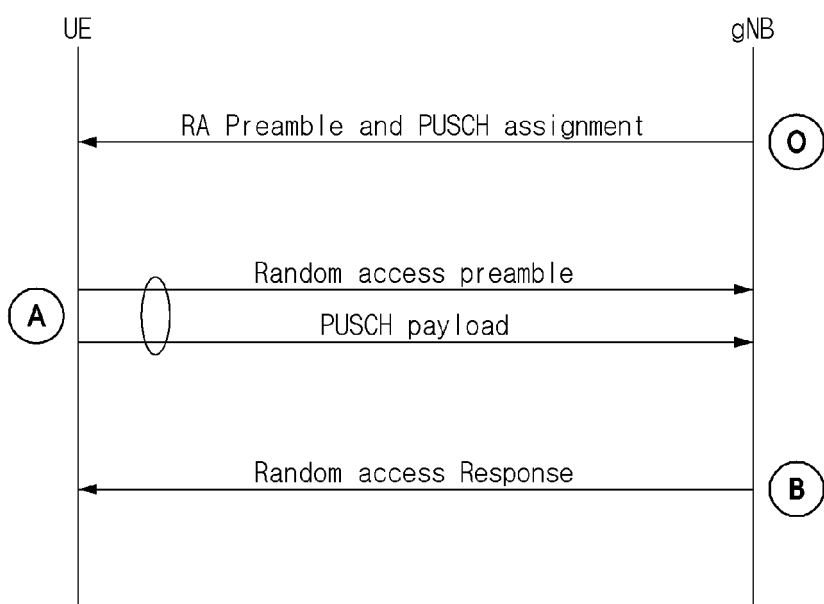 UE
gNB
RA Preamble and PUSCH assignment
O
Random access preamble
A
PUSCH payload
Random access Response
B